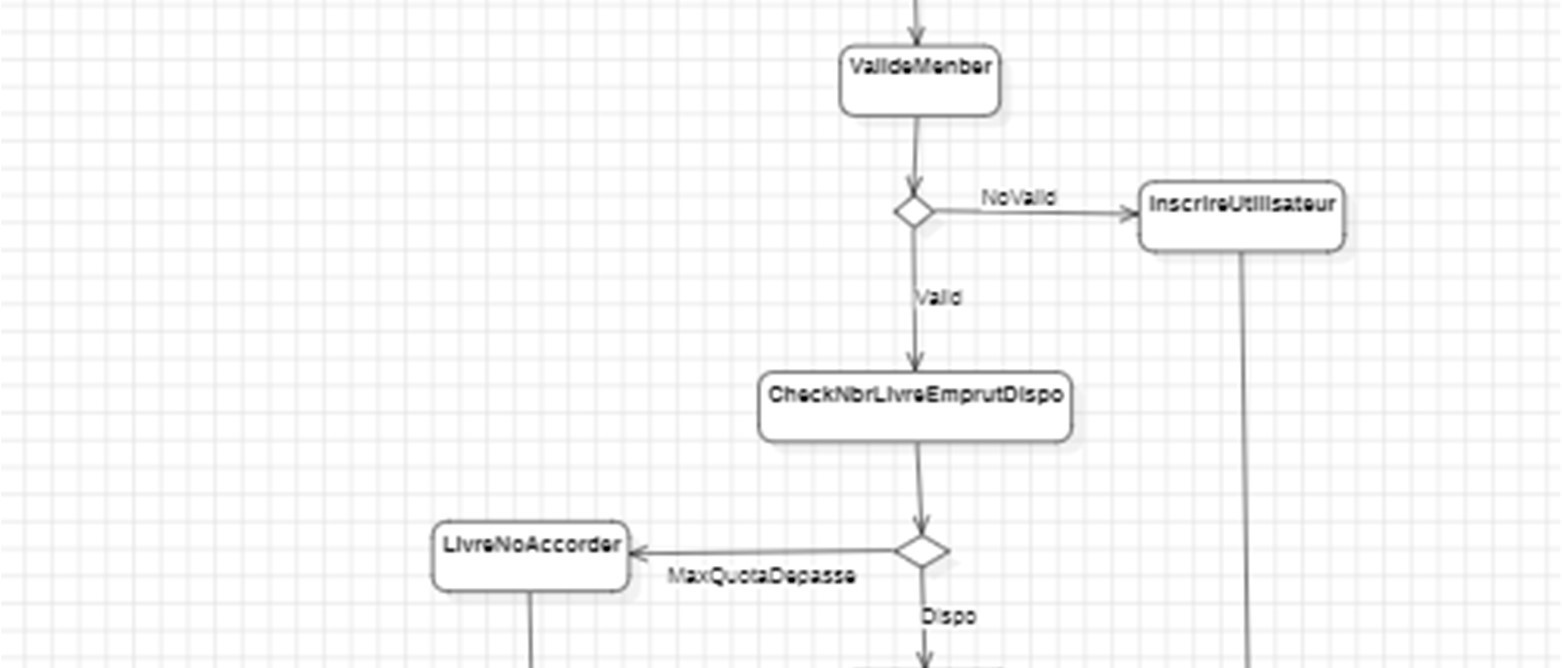 ValideMenber
NoValid
InscrireUtilisateur
Valid
CheckNbrLivreEmprutDispo
LivreNoAccorder
MaxQuotaDepasse
Dispo